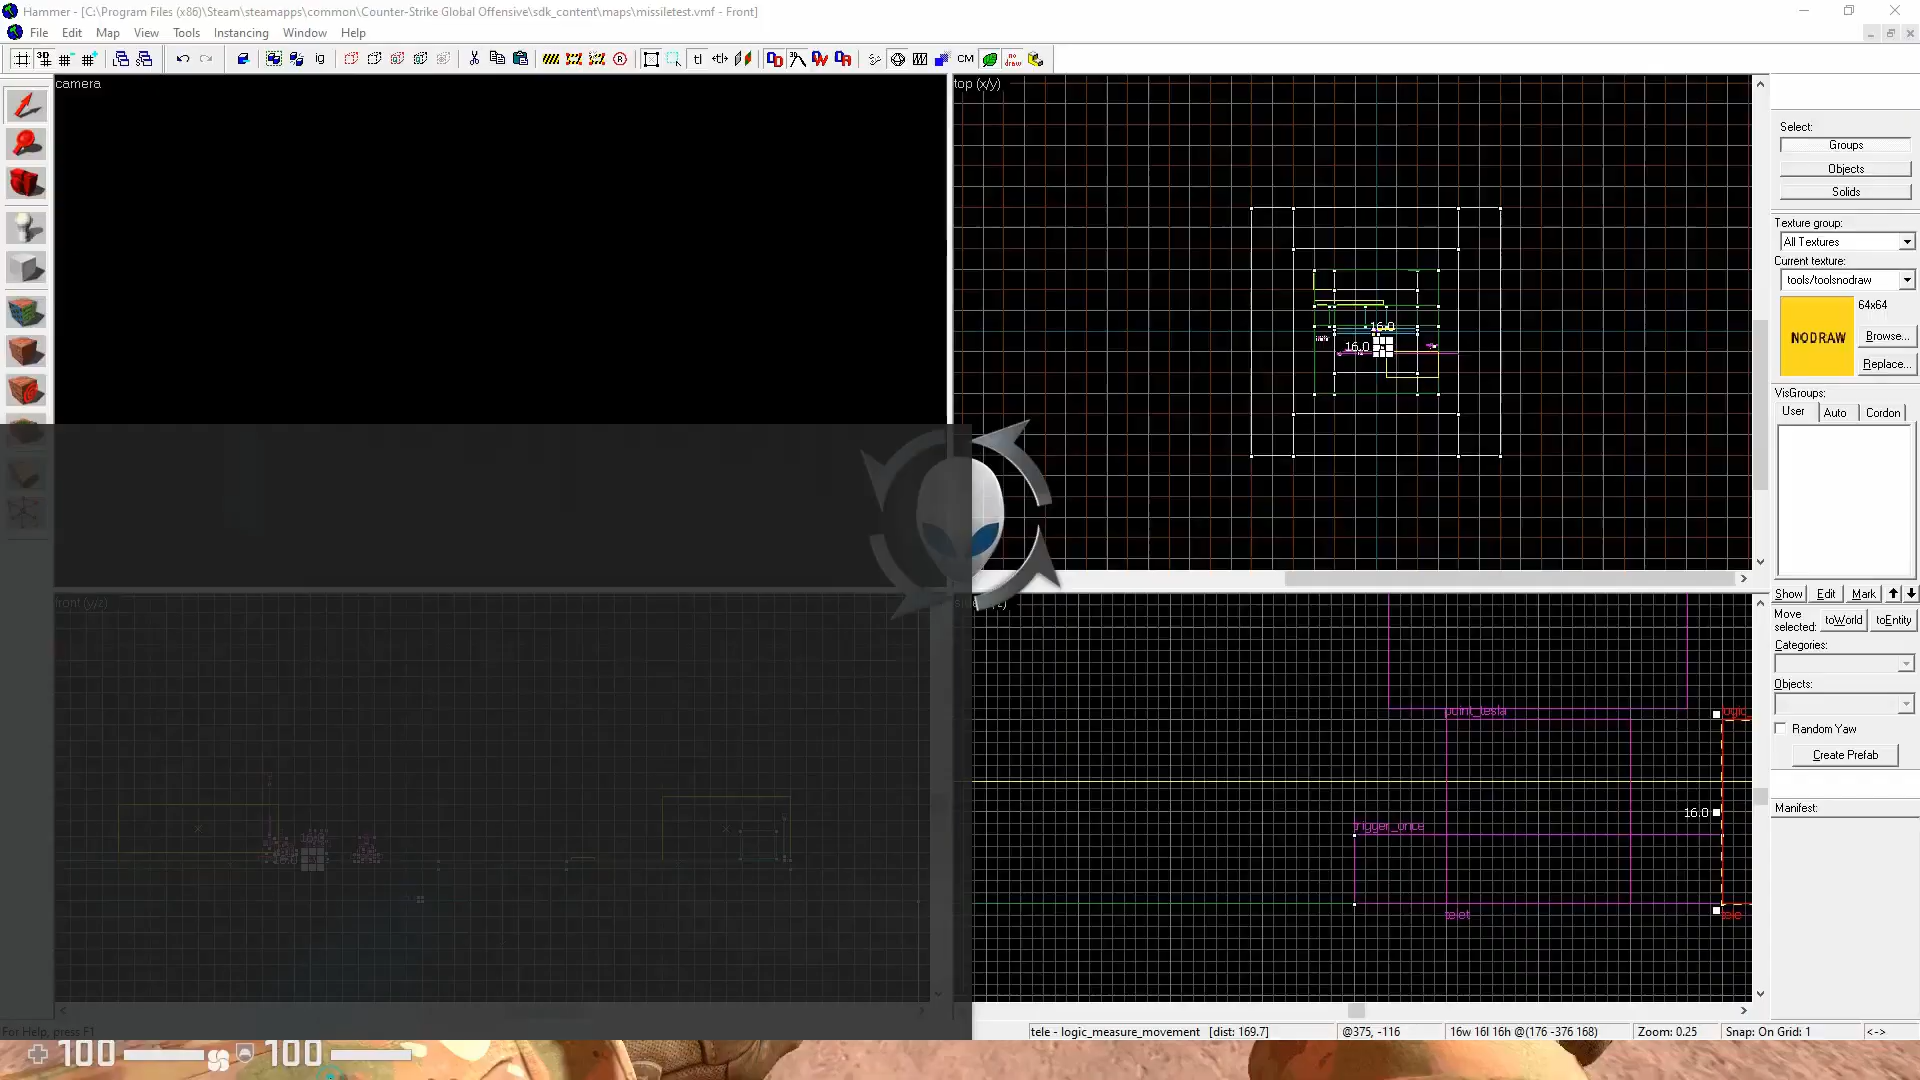 Hammer - [C:\Program Files (x86)\Steam\steamapps\common\Counter-Strike Global Offensive\sdk_content\maps\missiletest.vmf - Front]
File Edit Map View Tools Instancing Window Help
camera
top (x/y)
16.0
16.0
Select:
Groups
Objects
Solids
Texture group:
All Textures
Current texture:
tools/toolsnodraw
NODRAW
64x64
Browse...
Replace...
VisGroups:
User Auto Cordon
Show Edit Mark
Move
selected: toWorld toEntity
Categories:
Objects:
Random Yaw
Create Prefab
Manifest:
front (y/z)
point_tesla
logic_
16.0
trigger_once
tele
For Help, press F1
tele - logic_measure_movement [dist: 169.7]
@375, -116
16w 16l 16h @(176 -376 168)
Zoom: 0.25
Snap: On Grid: 1
<->
100 100